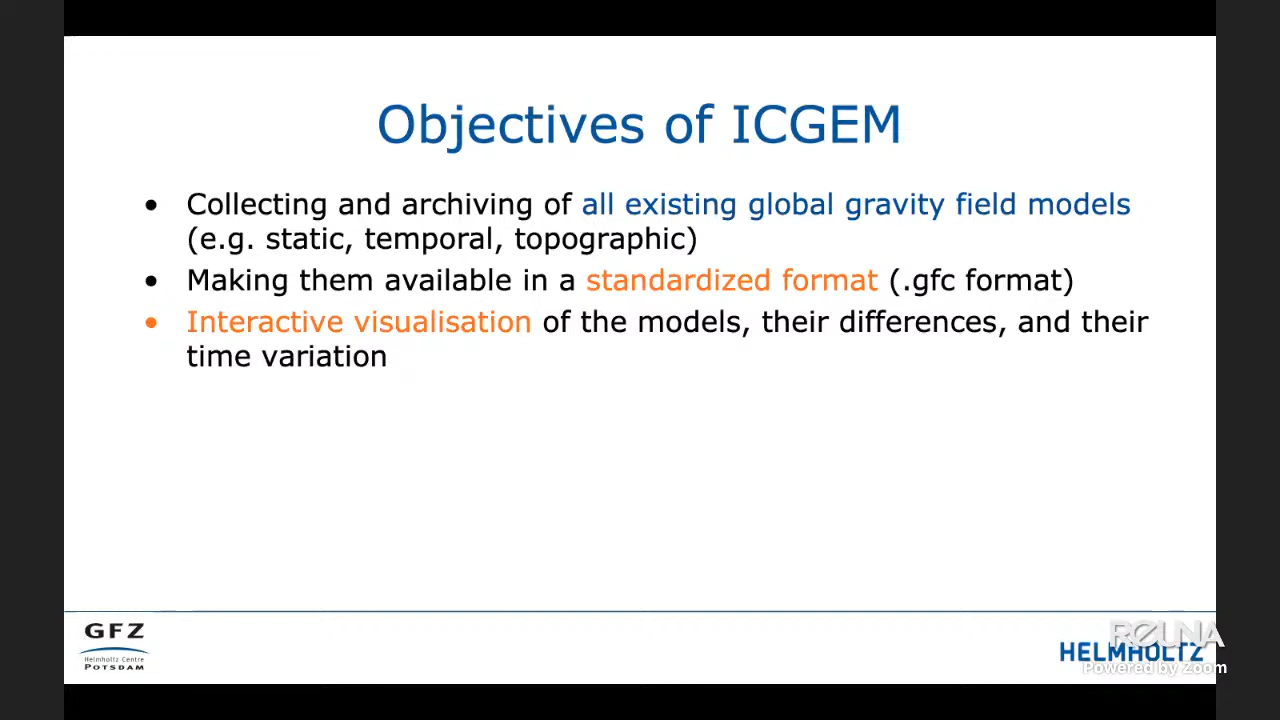 Objectives of ICGEM
• Collecting and archiving of all existing global gravity field models
(e.g. static, temporal, topographic)
• Making them available in a standardized format (.gfc format)
• Interactive visualisation of the models, their differences, and their
time variation
GFZ
Helmholtz Centre
POTSDAM
HELMHOLTZ
REUNA
Powered by Zoom